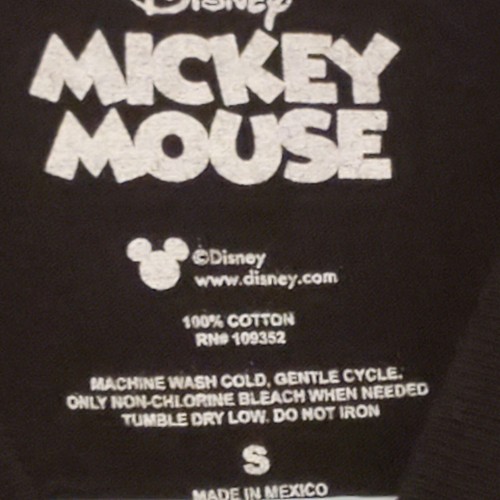 Disney
MICKEY
MOUSE
©Disney
www.disney.com
100% COTTON
RN# 109352
MACHINE WASH COLD, GENTLE CYCLE.
ONLY NON-CHLORINE BLEACH WHEN NEEDED
TUMBLE DRY LOW. DO NOT IRON
S
MADE IN MEXICO